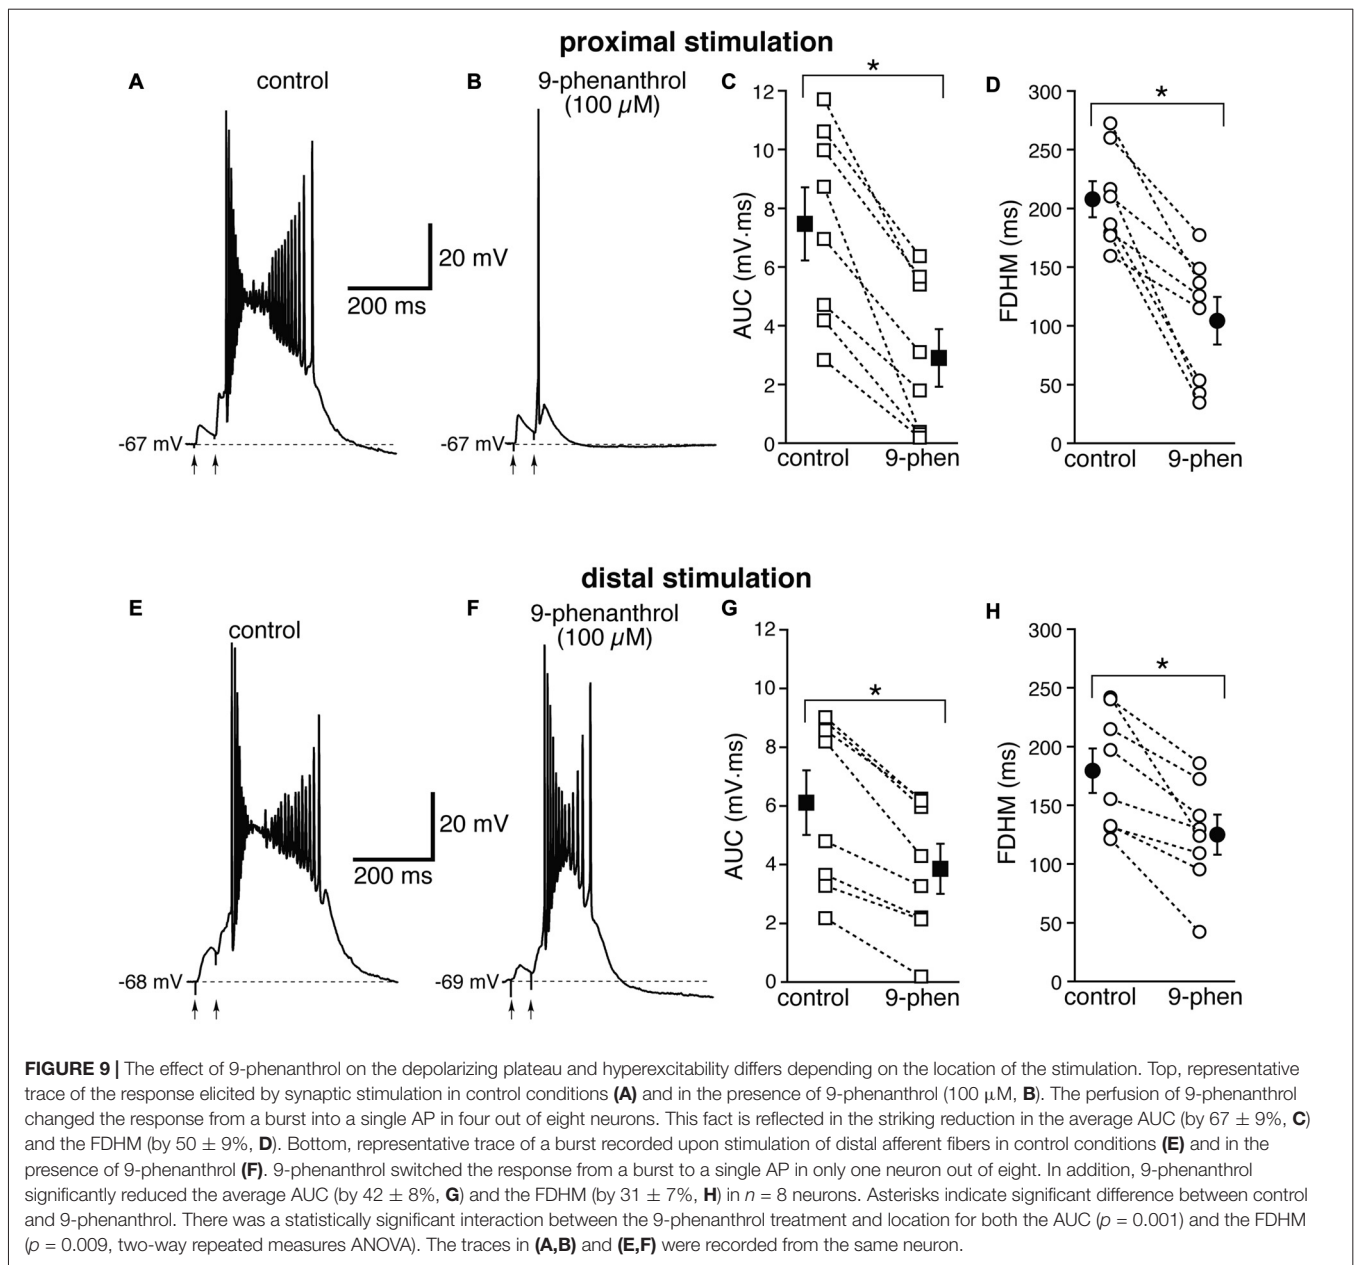 proximal stimulation
A
control
20 mV
200 ms
-67 mV
B
9-phenanthrol
(100 µM)
-67 mV
C
*
AUC (mV·ms)
12
10
8
6
4
2
0
control
9-phen
D
*
FDHM (ms)
300
250
200
150
100
50
0
control
9-phen
distal stimulation
E
control
20 mV
200 ms
-68 mV
F
9-phenanthrol
(100 µM)
-69 mV
G
*
AUC (mV·ms)
12
10
8
6
4
2
0
control
9-phen
H
*
FDHM (ms)
300
250
200
150
100
50
0
control
9-phen
FIGURE 9 | The effect of 9-phenanthrol on the depolarizing plateau and hyperexcitability differs depending on the location of the stimulation. Top, representative
trace of the response elicited by synaptic stimulation in control conditions (A) and in the presence of 9-phenanthrol (100 μM, B). The perfusion of 9-phenanthrol
changed the response from a burst into a single AP in four out of eight neurons. This fact is reflected in the striking reduction in the average AUC (by 67 ± 9%, C)
and the FDHM (by 50 ± 9%, D). Bottom, representative trace of a burst recorded upon stimulation of distal afferent fibers in control conditions (E) and in the
presence of 9-phenanthrol (F). 9-phenanthrol switched the response from a burst to a single AP in only one neuron out of eight. In addition, 9-phenanthrol
significantly reduced the average AUC (by 42 ± 8%, G) and the FDHM (by 31 ± 7%, H) in n = 8 neurons. Asterisks indicate significant difference between control
and 9-phenanthrol. There was a statistically significant interaction between the 9-phenanthrol treatment and location for both the AUC (p = 0.001) and the FDHM
(p = 0.009, two-way repeated measures ANOVA). The traces in (A,B) and (E,F) were recorded from the same neuron.